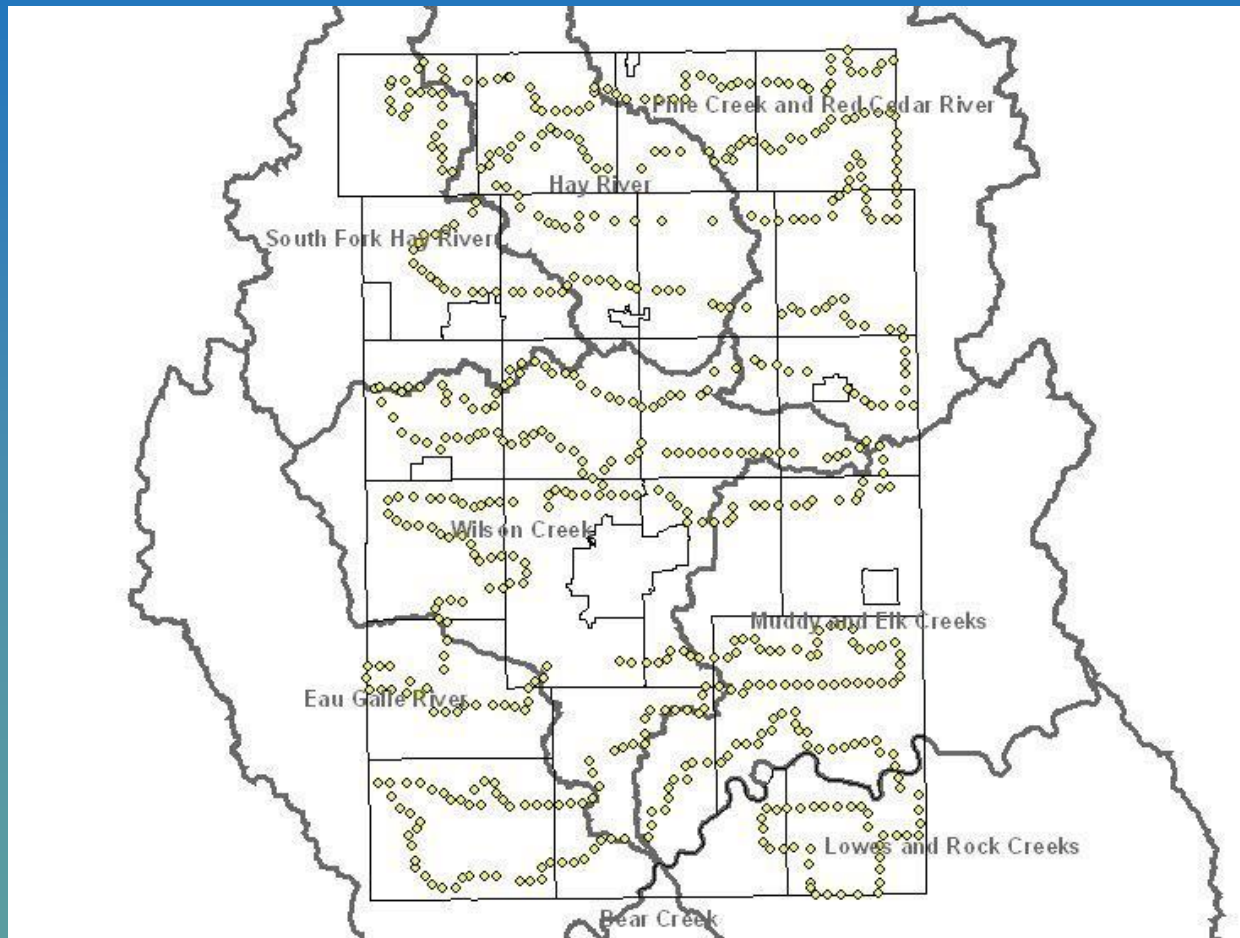 Pine Creek and Red Cedar River
Hay River
South Fork Hay River
Wilson Creek
Muddy and Elk Creeks
Eau Galle River
Lowes and Rock Creeks
Bear Creek